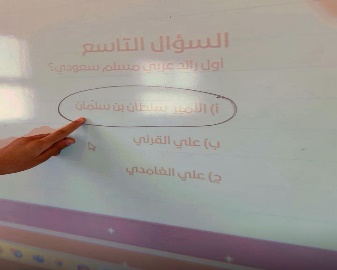 السؤال التاسع
أول رائد عربي مسلم سعودي؟
أ) الأمير سلطان بن سلمان
ب) علي القرني
ج) علي الغامدي